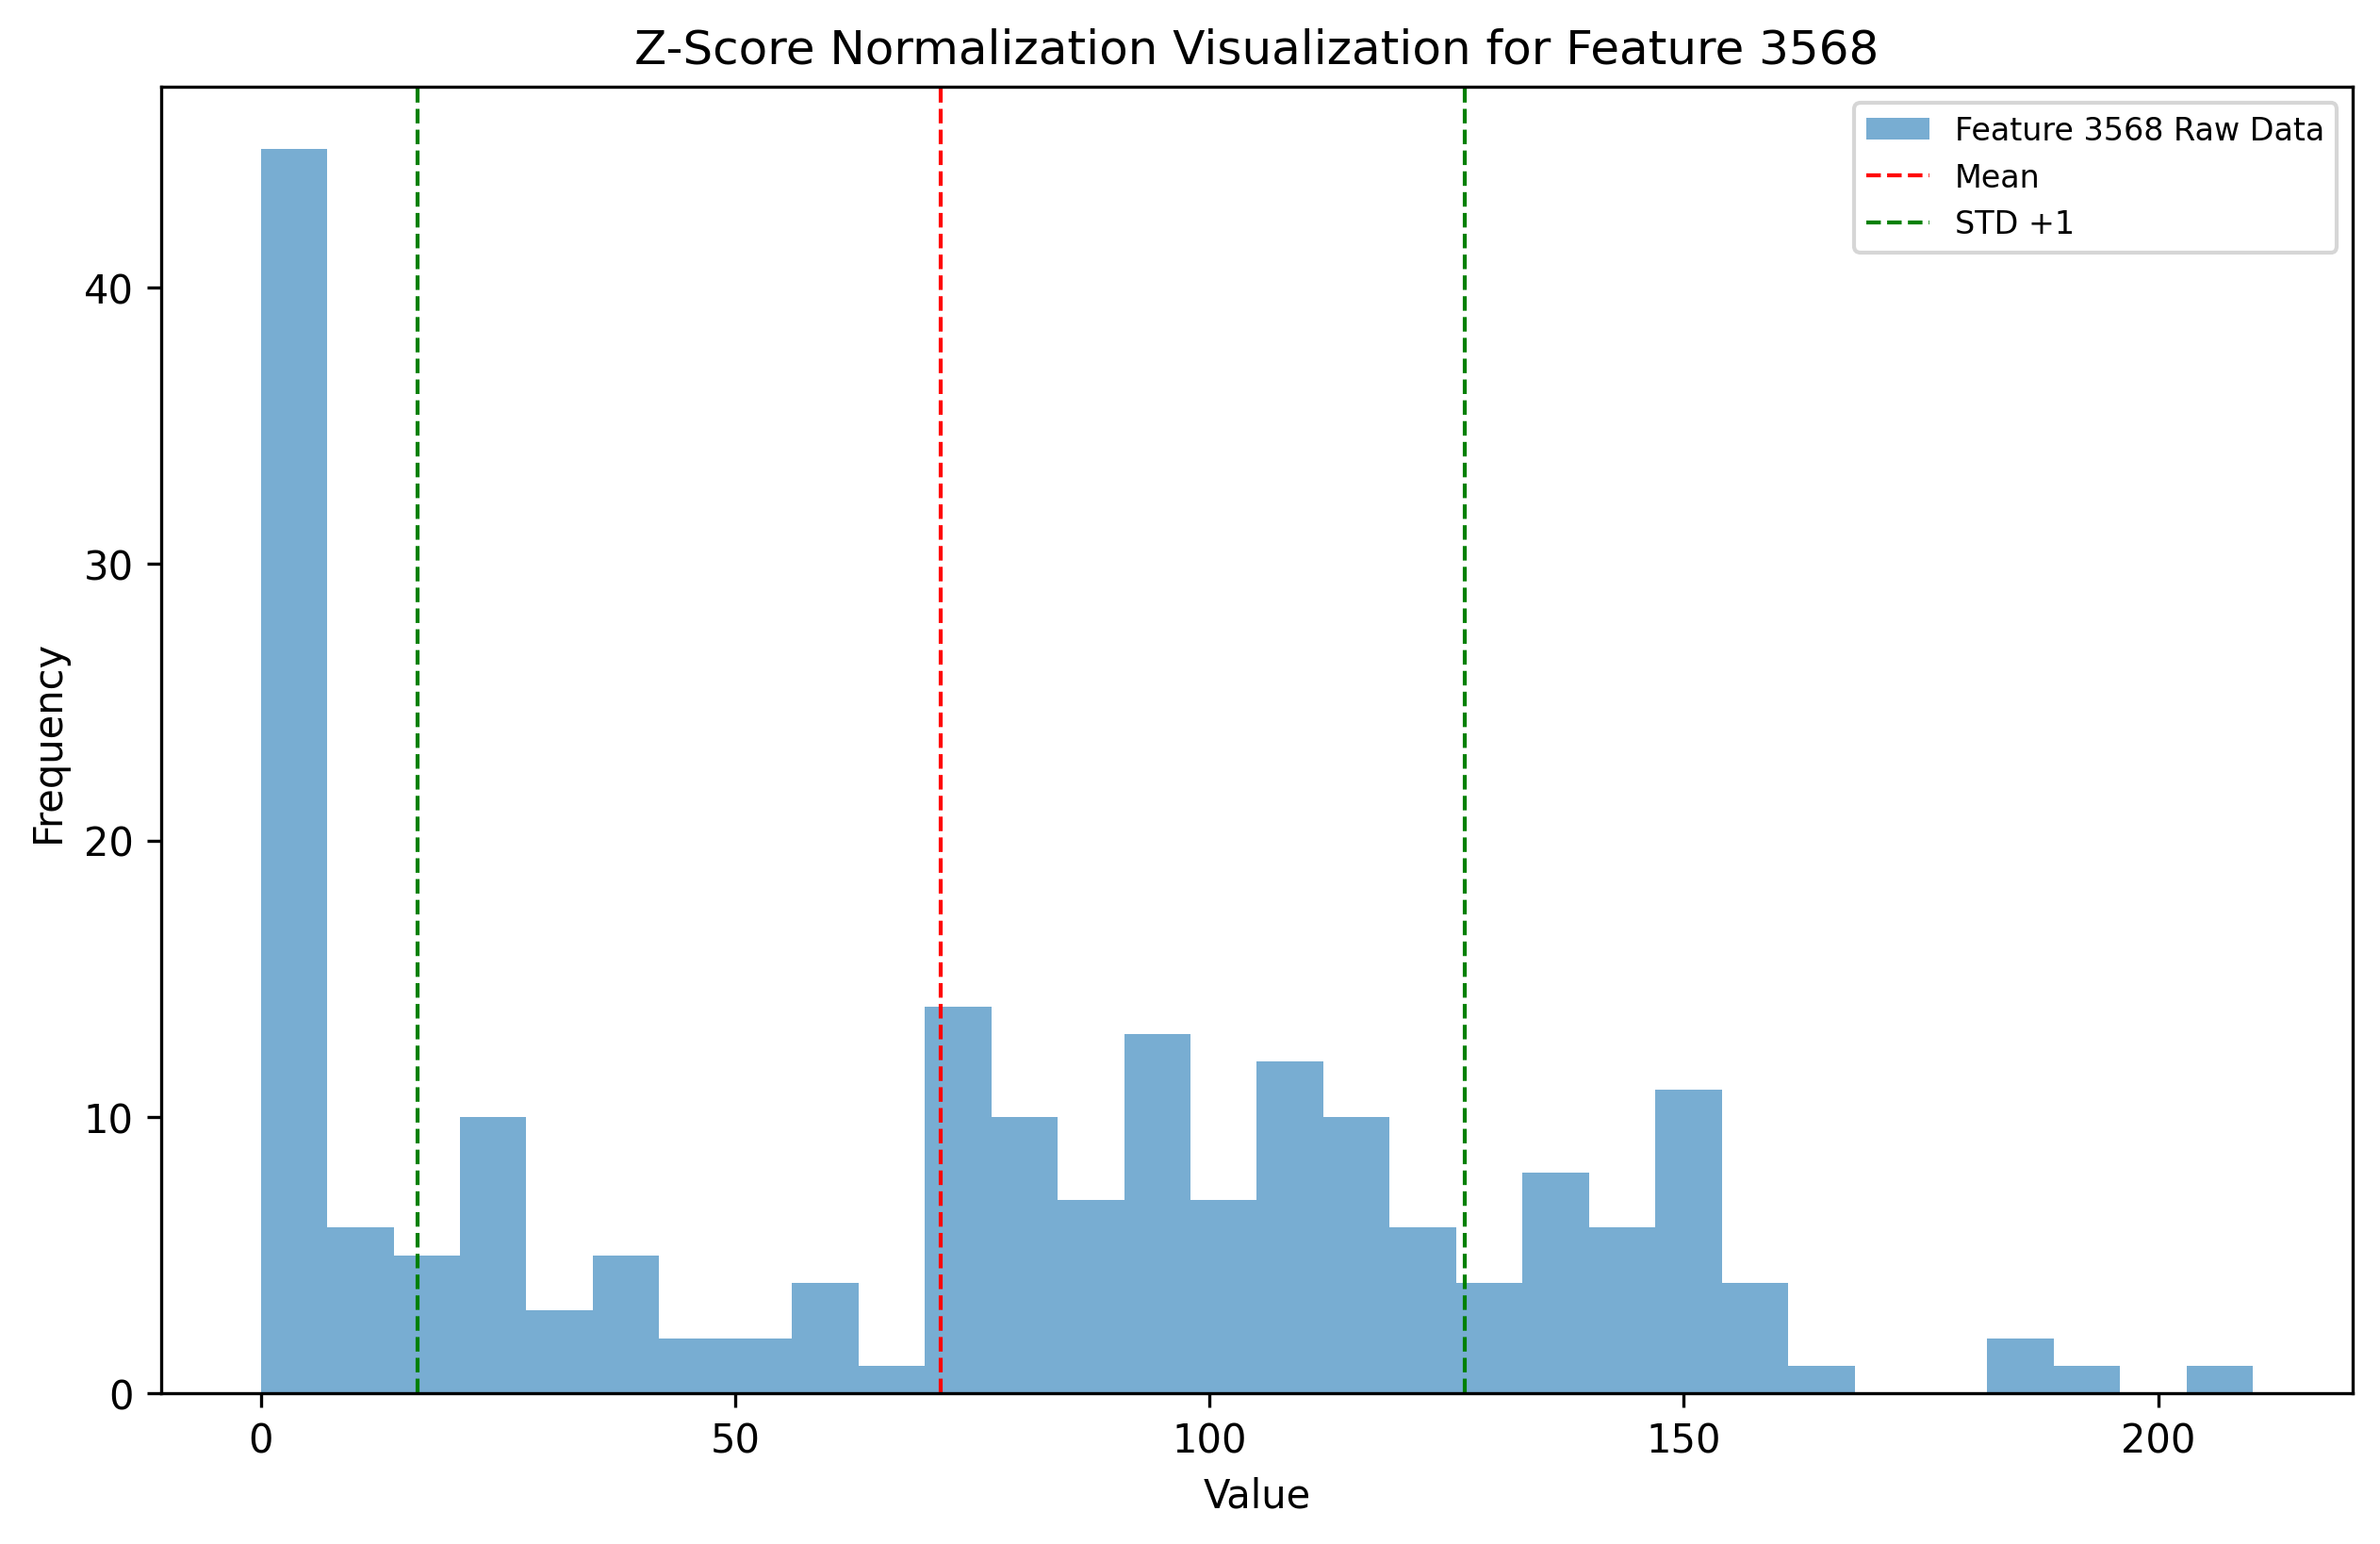 Z-Score Normalization Visualization for Feature 3568
Feature 3568 Raw Data
Mean
STD +1
40
30
20
10
0
Frequency
0 50 100 150 200
Value